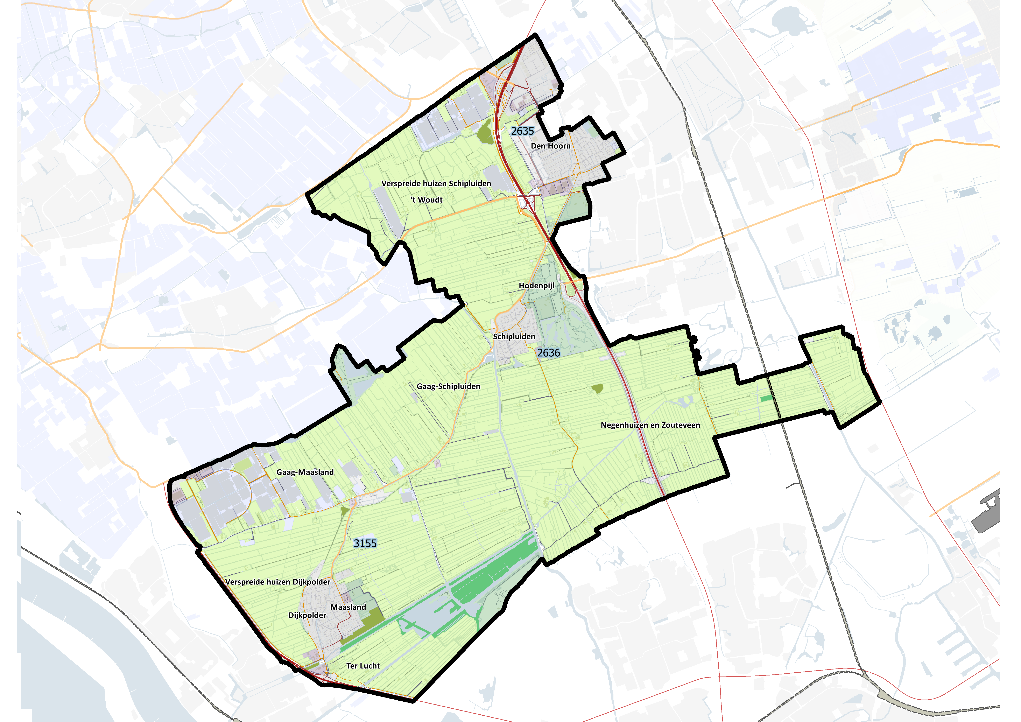 2635
Den Hoorn
Verspreide huizen Schipluiden
't Woudt
Hodenpijl
Schipluiden
2636
Gaag-Schipluiden
Negenhuizen en Zouteveen
Gaag-Maasland
3155
Verspreide huizen Dijkpolder
Maasland
Dijkpolder
Ter Lucht